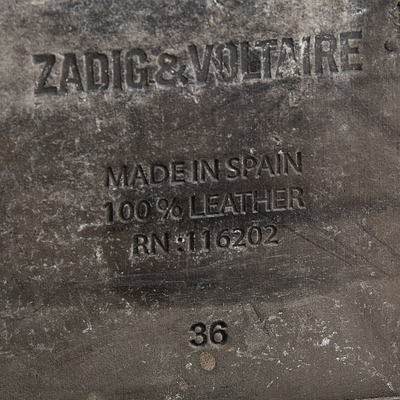 ZADIG&VOLTAIRE
MADE IN SPAIN
100 % LEATHER
RN :116202
36